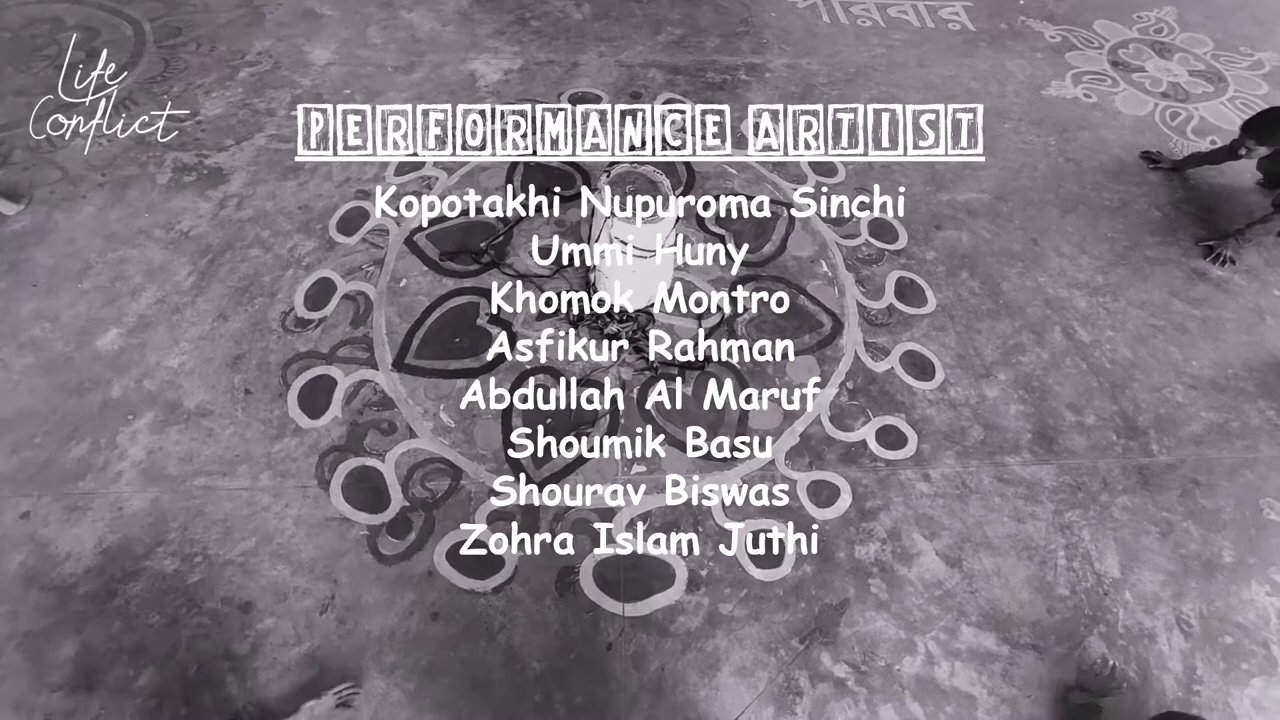 পরিবার
Life
Conflict
PERFORMANCE ARTIST
Kopotakhi Nupuroma Sinchi
Ummi Huny
Khomok Montro
Asfikur Rahman
Abdullah Al Maruf
Shoumik Basu
Shourav Biswas
Zohra Islam Juthi